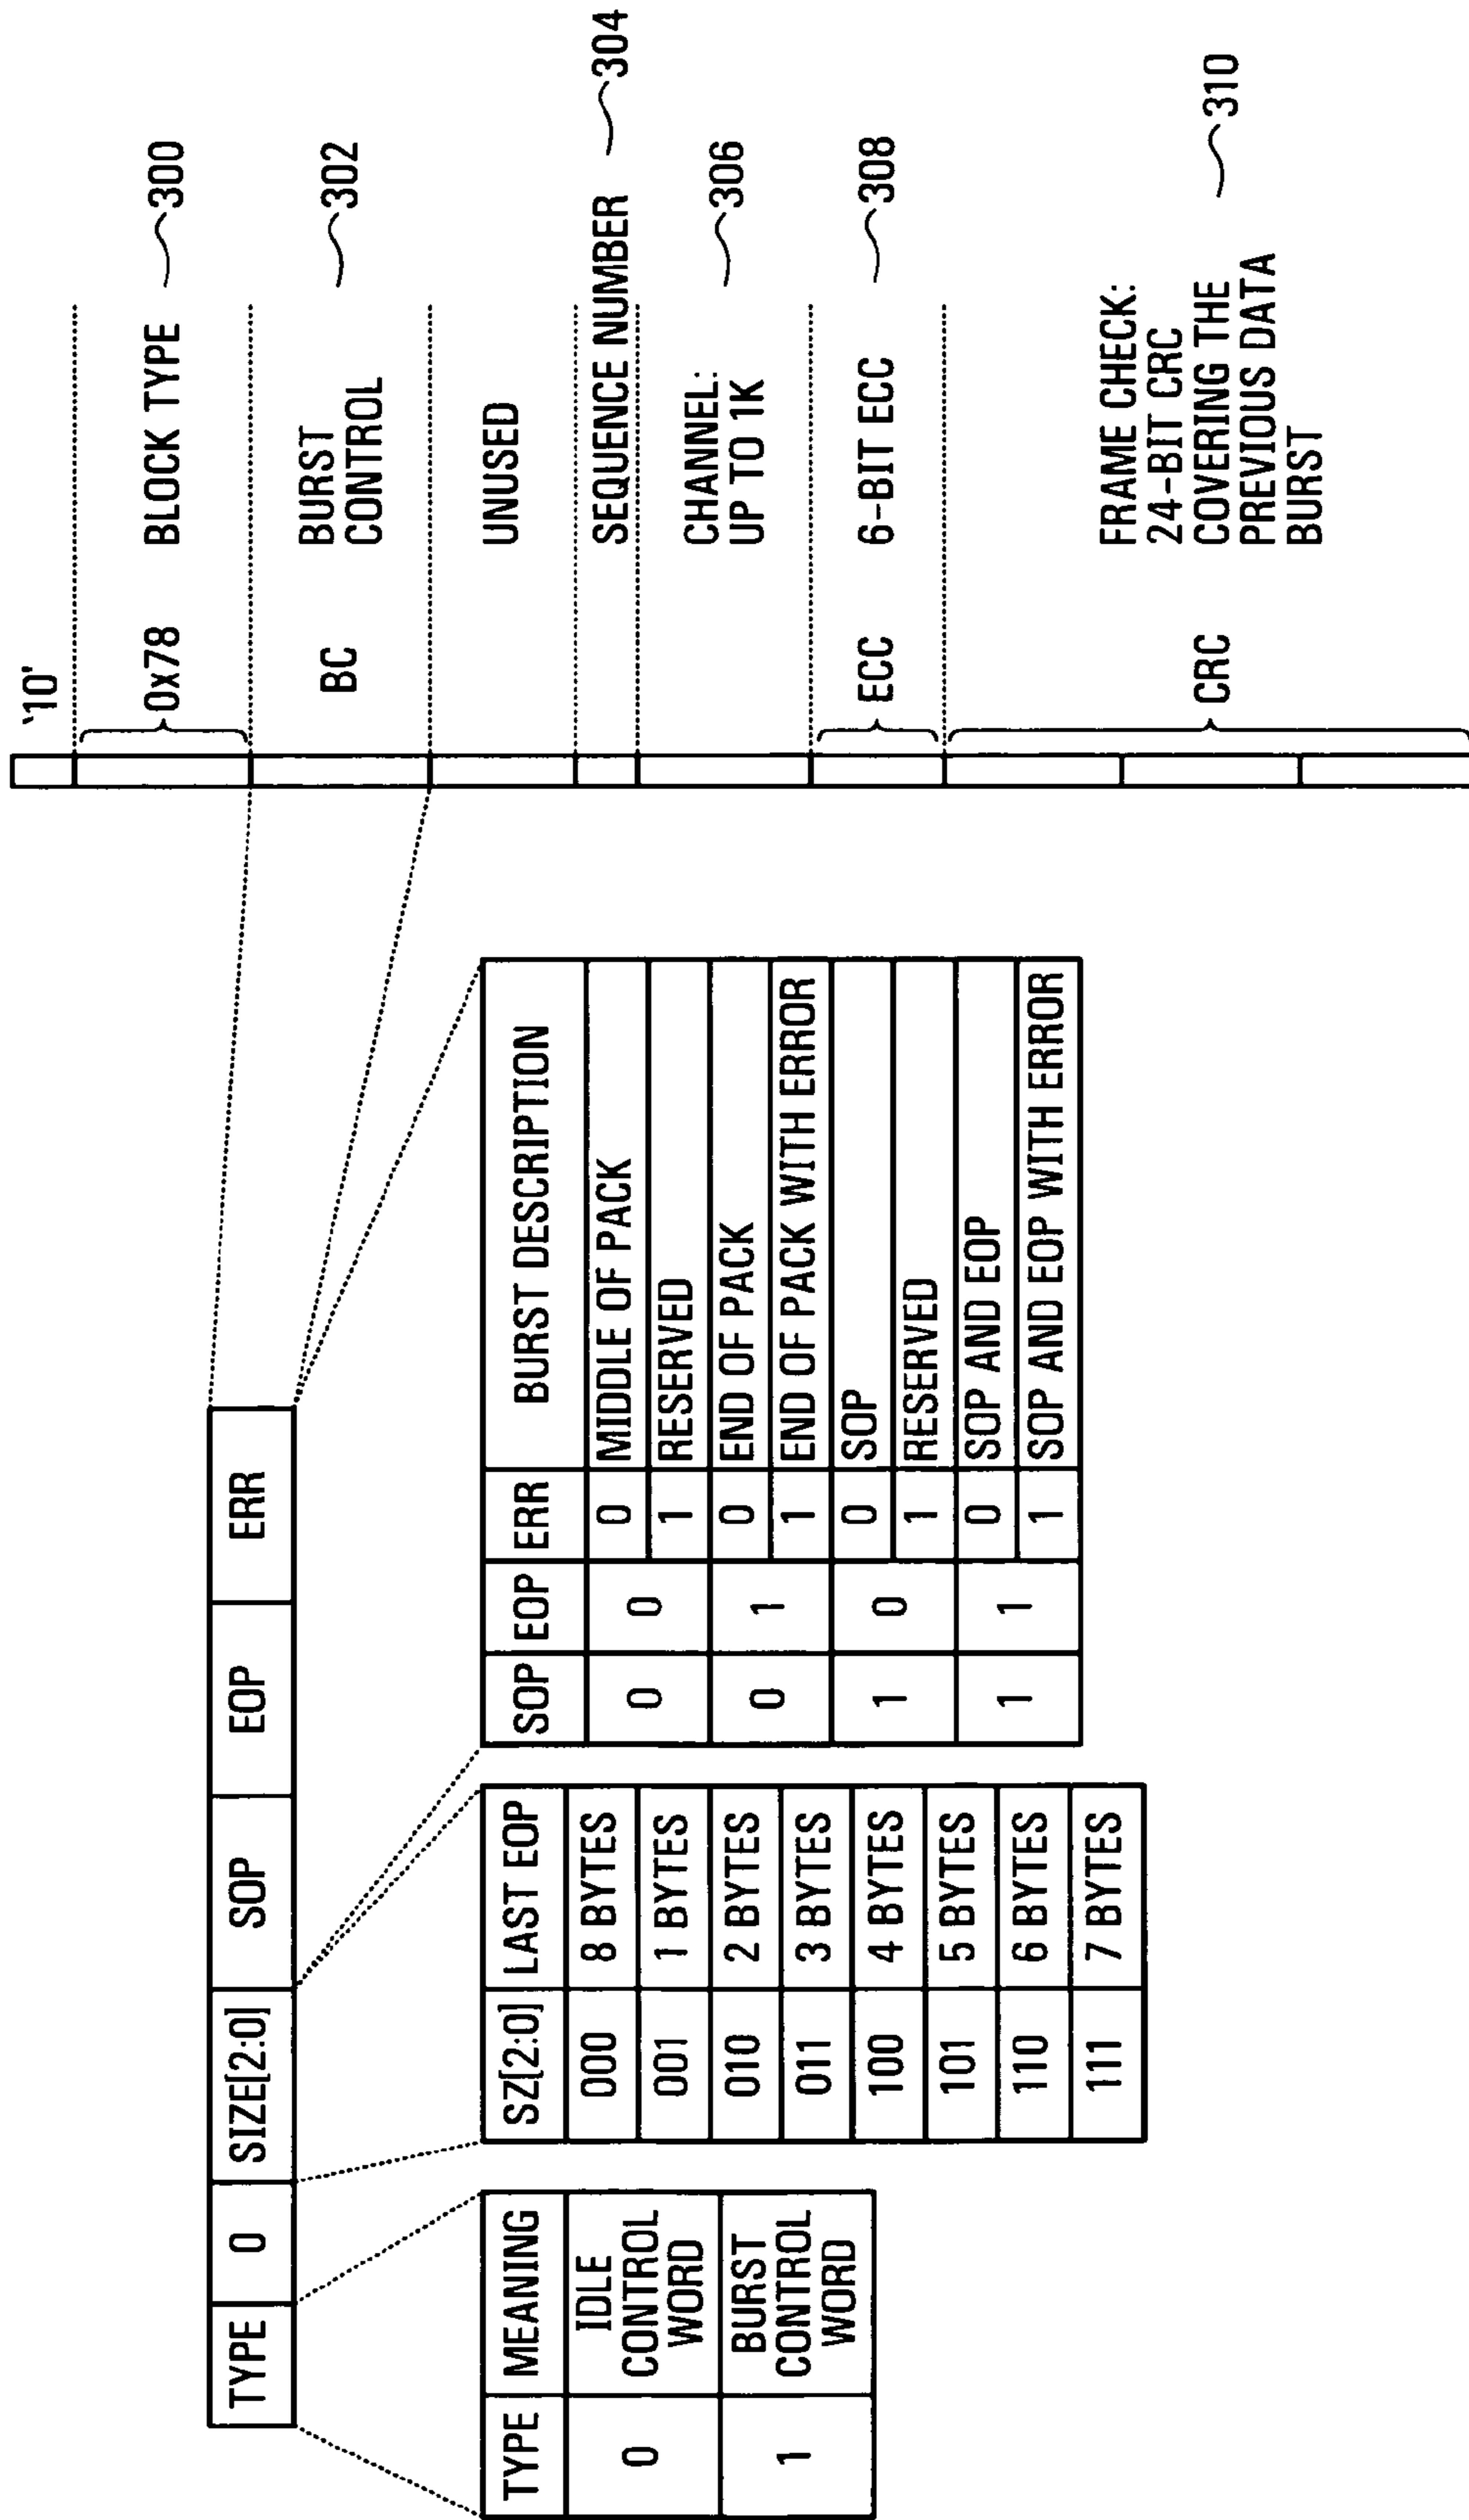 '10'
0x78 BLOCK TYPE 300
BC BURST 302
CONTROL
UNUSED
SEQUENCE NUMBER 304
CHANNEL: 306
UP TO 1K
ECC 6-BIT ECC 308
CRC FRAME CHECK: 310
24-BIT CRC
COVERING THE
PREVIOUS DATA
BURST
TYPE 0 SIZE[2:0] SOP EOP ERR
TYPE MEANING
0 IDLE
CONTROL
WORD
1 BURST
CONTROL
WORD
SZ[2:0] LAST EOP
000 8 BYTES
001 1 BYTES
010 2 BYTES
011 3 BYTES
100 4 BYTES
101 5 BYTES
110 6 BYTES
111 7 BYTES
SOP EOP ERR BURST DESCRIPTION
0 0 0 MIDDLE OF PACK
1 RESERVED
0 1 0 END OF PACK
1 END OF PACK WITH ERROR
1 0 0 SOP
1 RESERVED
1 1 0 SOP AND EOP
1 SOP AND EOP WITH ERROR